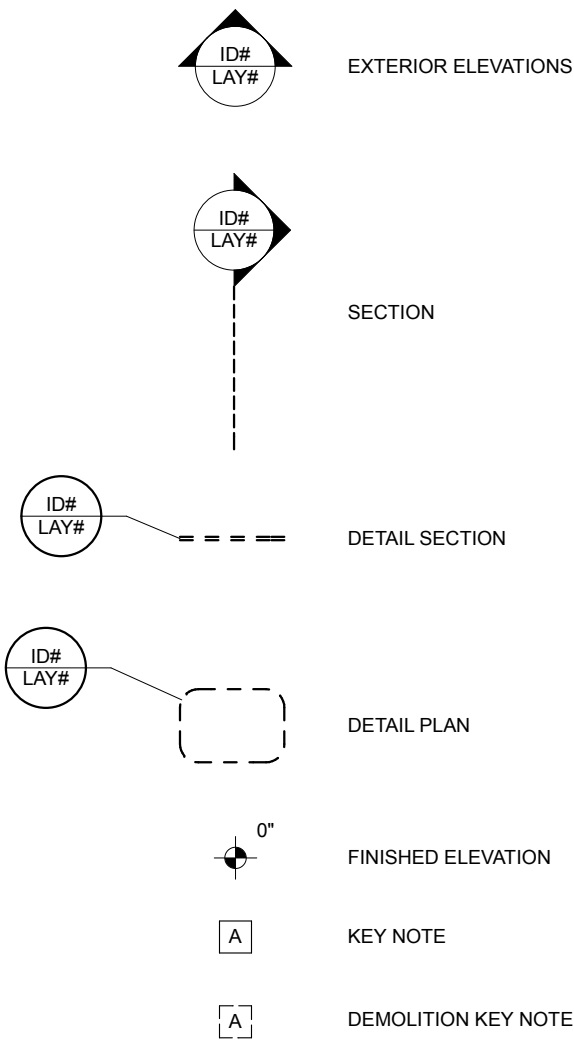 ID#
LAY#
EXTERIOR ELEVATIONS
ID#
LAY#
SECTION
ID#
LAY#
DETAIL SECTION
ID#
LAY#
DETAIL PLAN
0"
FINISHED ELEVATION
A
KEY NOTE
A
DEMOLITION KEY NOTE